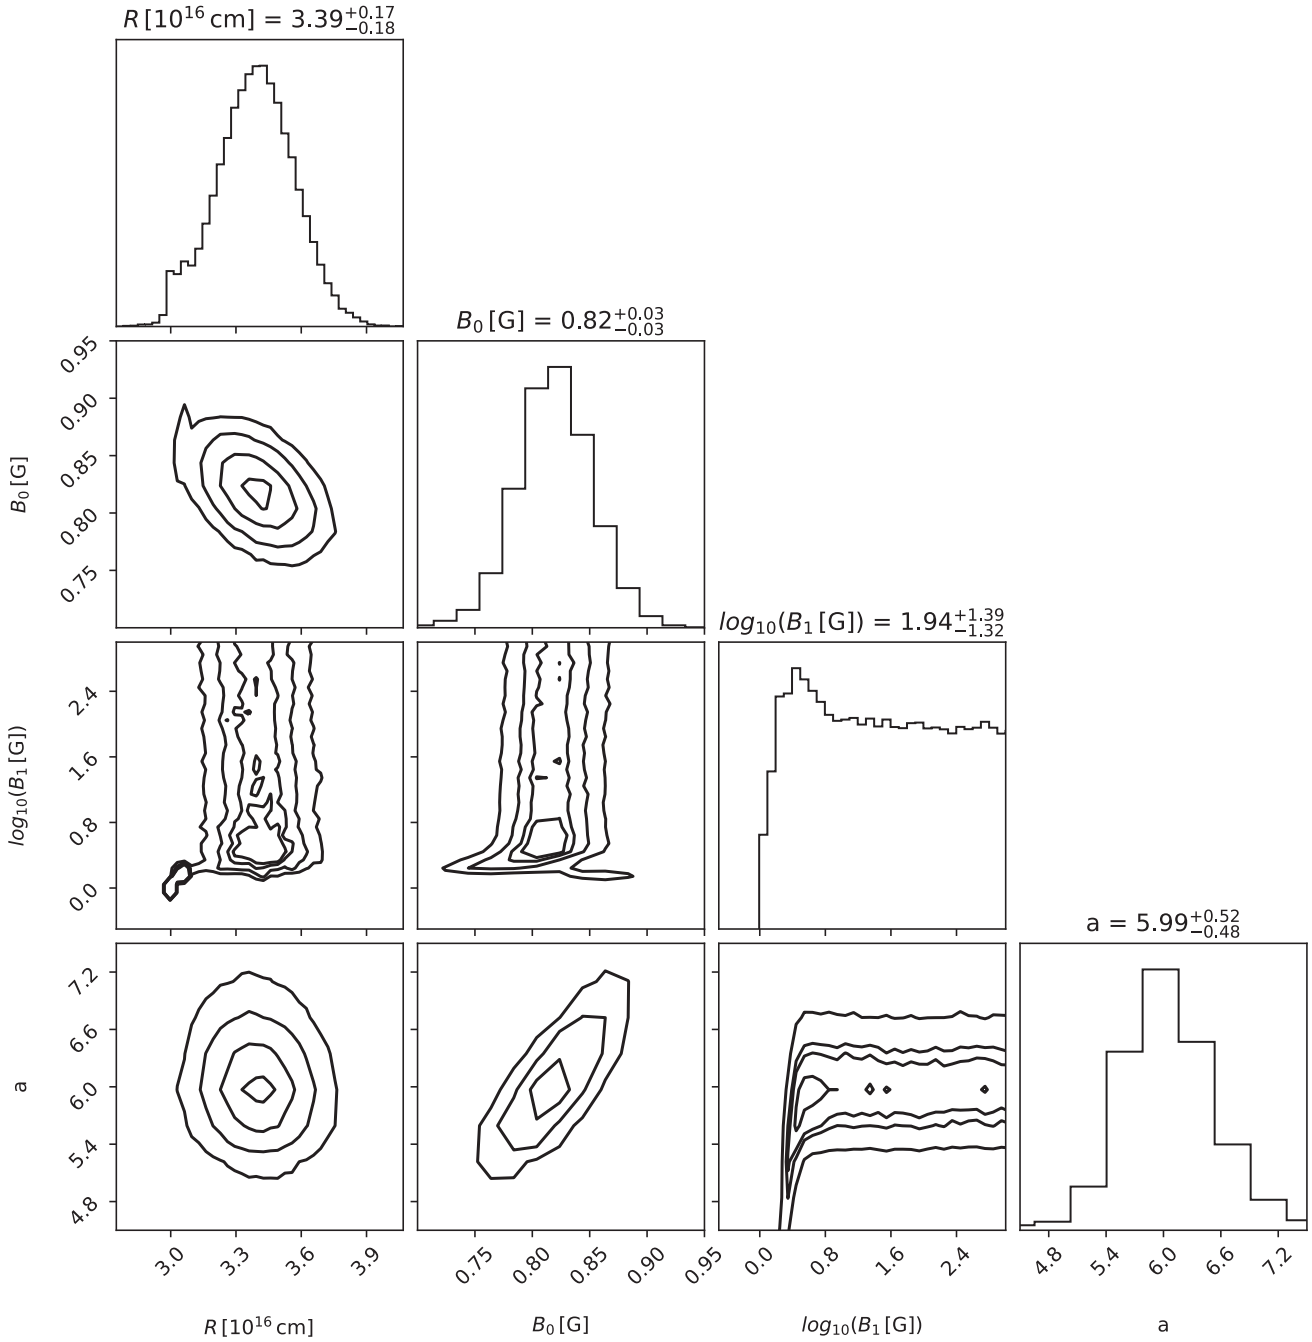 R [10^16 cm] = 3.39 +0.17 −0.18
B_0 [G] = 0.82 +0.03 −0.03
log_10(B_1 [G]) = 1.94 +1.39 −1.32
a = 5.99 +0.52 −0.48
0.95
0.90
0.85
0.80
0.75
B_0 [G]
2.4
1.6
0.8
0.0
log_10(B_1 [G])
7.2
6.6
6.0
5.4
4.8
a
3.0 3.3 3.6 3.9
0.75 0.80 0.85 0.90 0.95
0.0 0.8 1.6 2.4
4.8 5.4 6.0 6.6 7.2
R [10^16 cm] B_0 [G] log_10(B_1 [G]) a